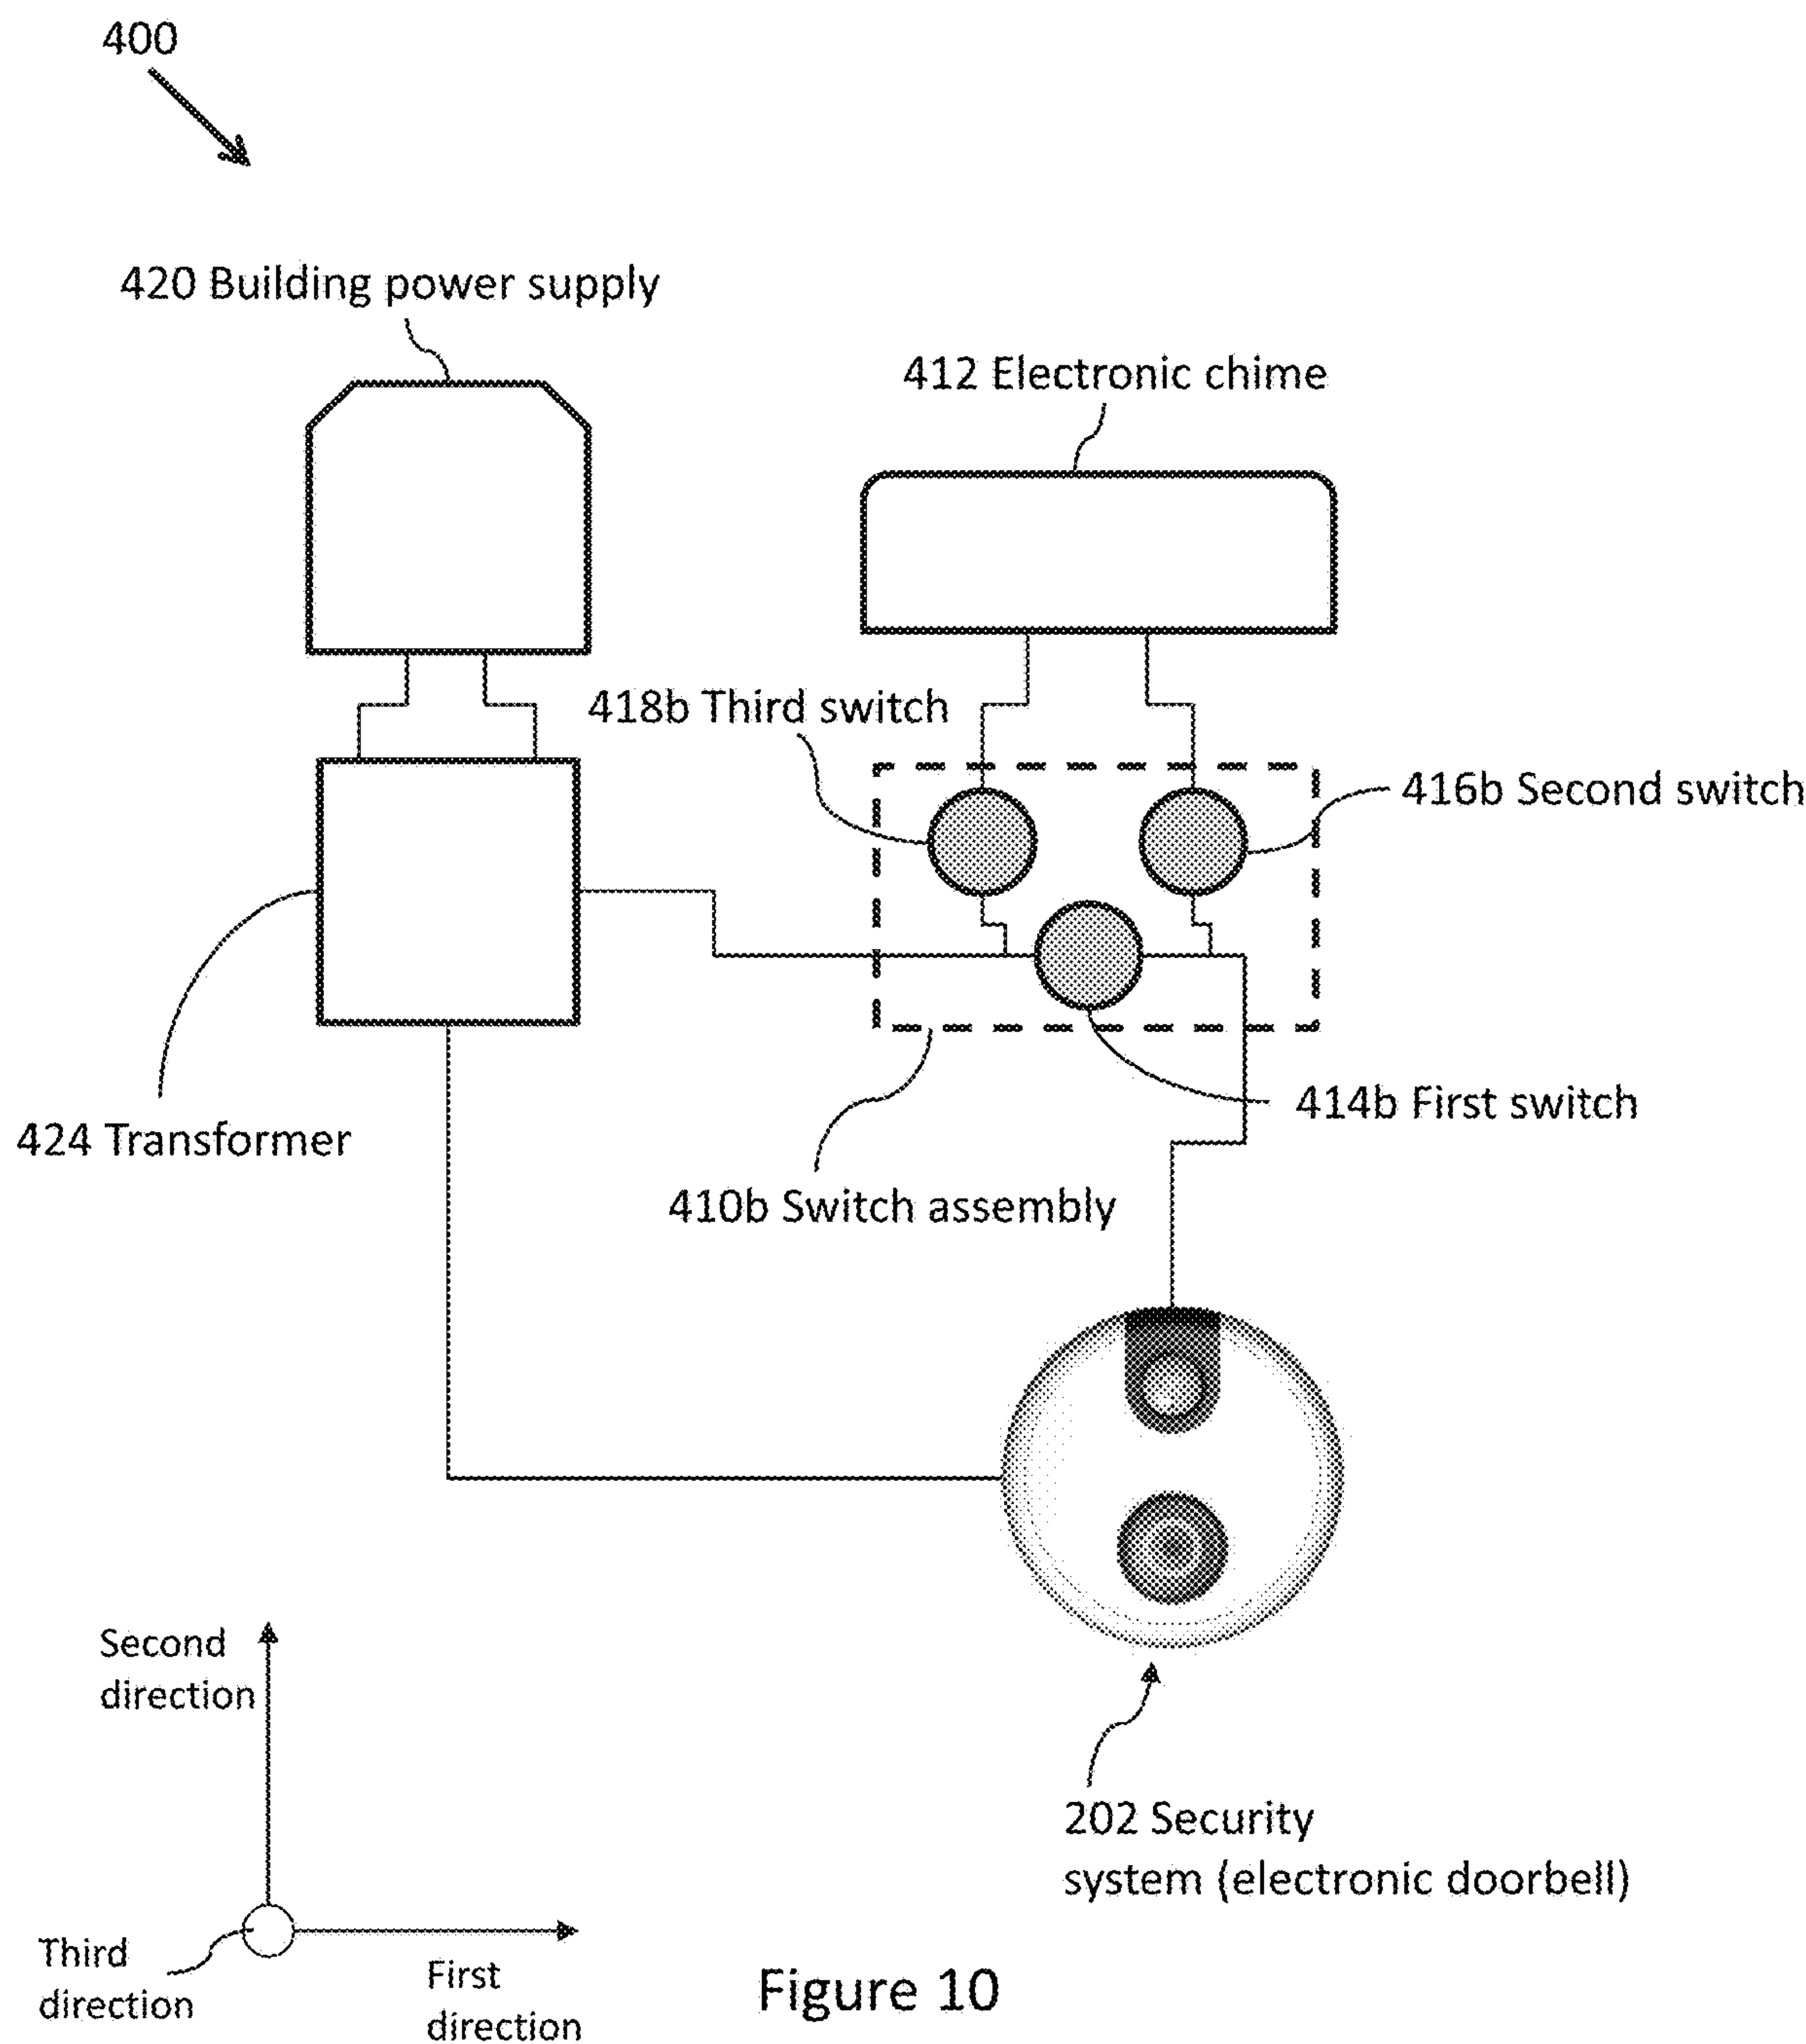 400
420 Building power supply
412 Electronic chime
418b Third switch
416b Second switch
414b First switch
424 Transformer
410b Switch assembly
202 Security
system (electronic doorbell)
Second
direction
Third
direction
First
direction
Figure 10